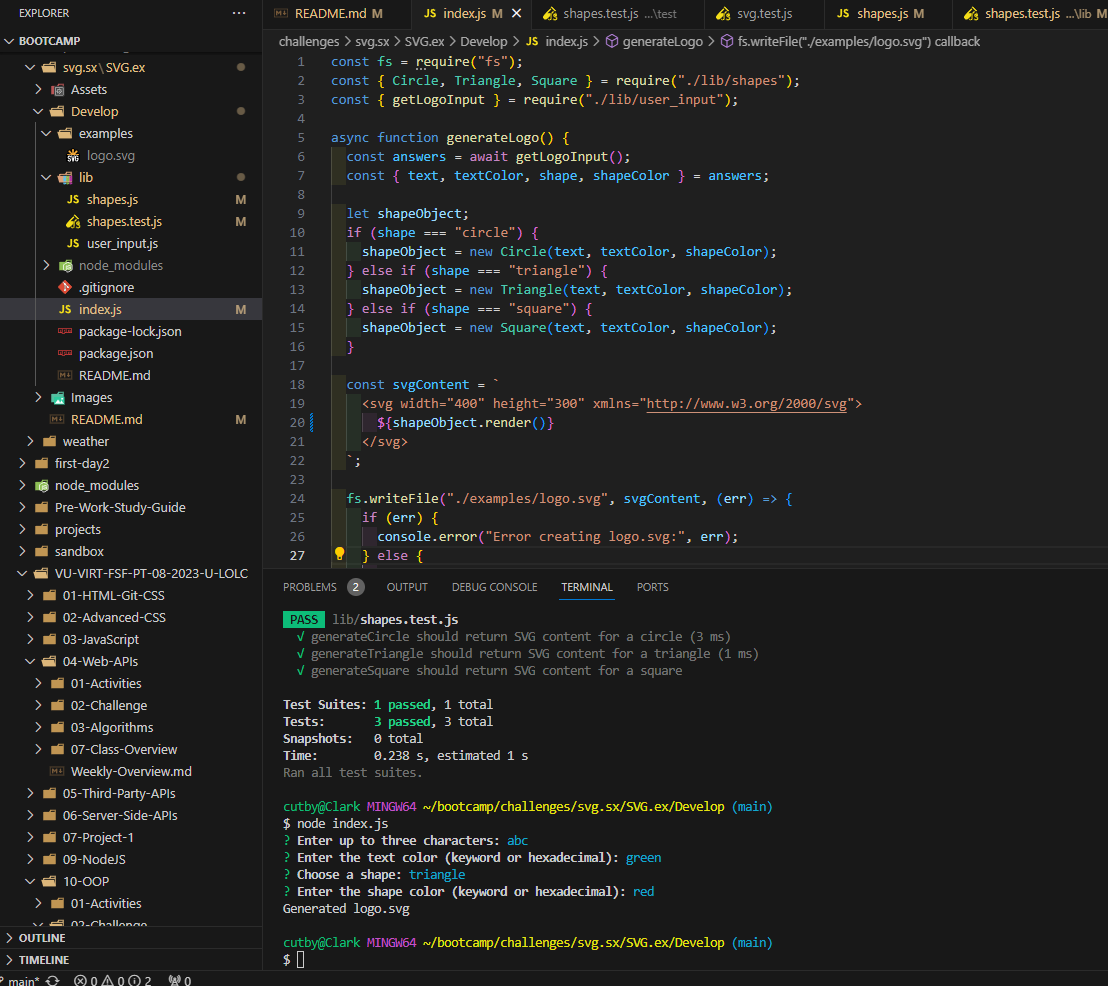 EXPLORER
···
BOOTCAMP
svg.sx\SVG.ex
Assets
Develop
examples
logo.svg
lib
shapes.js M
shapes.test.js M
user_input.js
node_modules
.gitignore
index.js M
package-lock.json
package.json
README.md
Images
README.md M
weather
first-day2
node_modules
Pre-Work-Study-Guide
projects
sandbox
VU-VIRT-FSF-PT-08-2023-U-LOLC
01-HTML-Git-CSS
02-Advanced-CSS
03-JavaScript
04-Web-APIs
01-Activities
02-Challenge
03-Algorithms
07-Class-Overview
Weekly-Overview.md
05-Third-Party-APIs
06-Server-Side-APIs
07-Project-1
09-NodeJS
10-OOP
01-Activities
02-Challenge
OUTLINE
TIMELINE
main* 0 0 2 0
README.md M JS index.js M shapes.test.js ...\test svg.test.js JS shapes.js M shapes.test.js ...\lib M
challenges > svg.sx > SVG.ex > Develop > JS index.js > generateLogo > fs.writeFile("./examples/logo.svg") callback
1 const fs = require("fs");
2 const { Circle, Triangle, Square } = require("./lib/shapes");
3 const { getLogoInput } = require("./lib/user_input");
4
5 async function generateLogo() {
6 const answers = await getLogoInput();
7 const { text, textColor, shape, shapeColor } = answers;
8
9 let shapeObject;
10 if (shape === "circle") {
11 shapeObject = new Circle(text, textColor, shapeColor);
12 } else if (shape === "triangle") {
13 shapeObject = new Triangle(text, textColor, shapeColor);
14 } else if (shape === "square") {
15 shapeObject = new Square(text, textColor, shapeColor);
16 }
17
18 const svgContent = `
19 <svg width="400" height="300" xmlns="http://www.w3.org/2000/svg">
20 ${shapeObject.render()}
21 </svg>
22 `;
23
24 fs.writeFile("./examples/logo.svg", svgContent, (err) => {
25 if (err) {
26 console.error("Error creating logo.svg:", err);
27 } else {
PROBLEMS 2 OUTPUT DEBUG CONSOLE TERMINAL PORTS
PASS lib/shapes.test.js
√ generateCircle should return SVG content for a circle (3 ms)
√ generateTriangle should return SVG content for a triangle (1 ms)
√ generateSquare should return SVG content for a square
Test Suites: 1 passed, 1 total
Tests: 3 passed, 3 total
Snapshots: 0 total
Time: 0.238 s, estimated 1 s
Ran all test suites.
cutby@Clark MINGW64 ~/bootcamp/challenges/svg.sx/SVG.ex/Develop (main)
$ node index.js
? Enter up to three characters: abc
? Enter the text color (keyword or hexadecimal): green
? Choose a shape: triangle
? Enter the shape color (keyword or hexadecimal): red
Generated logo.svg
cutby@Clark MINGW64 ~/bootcamp/challenges/svg.sx/SVG.ex/Develop (main)
$